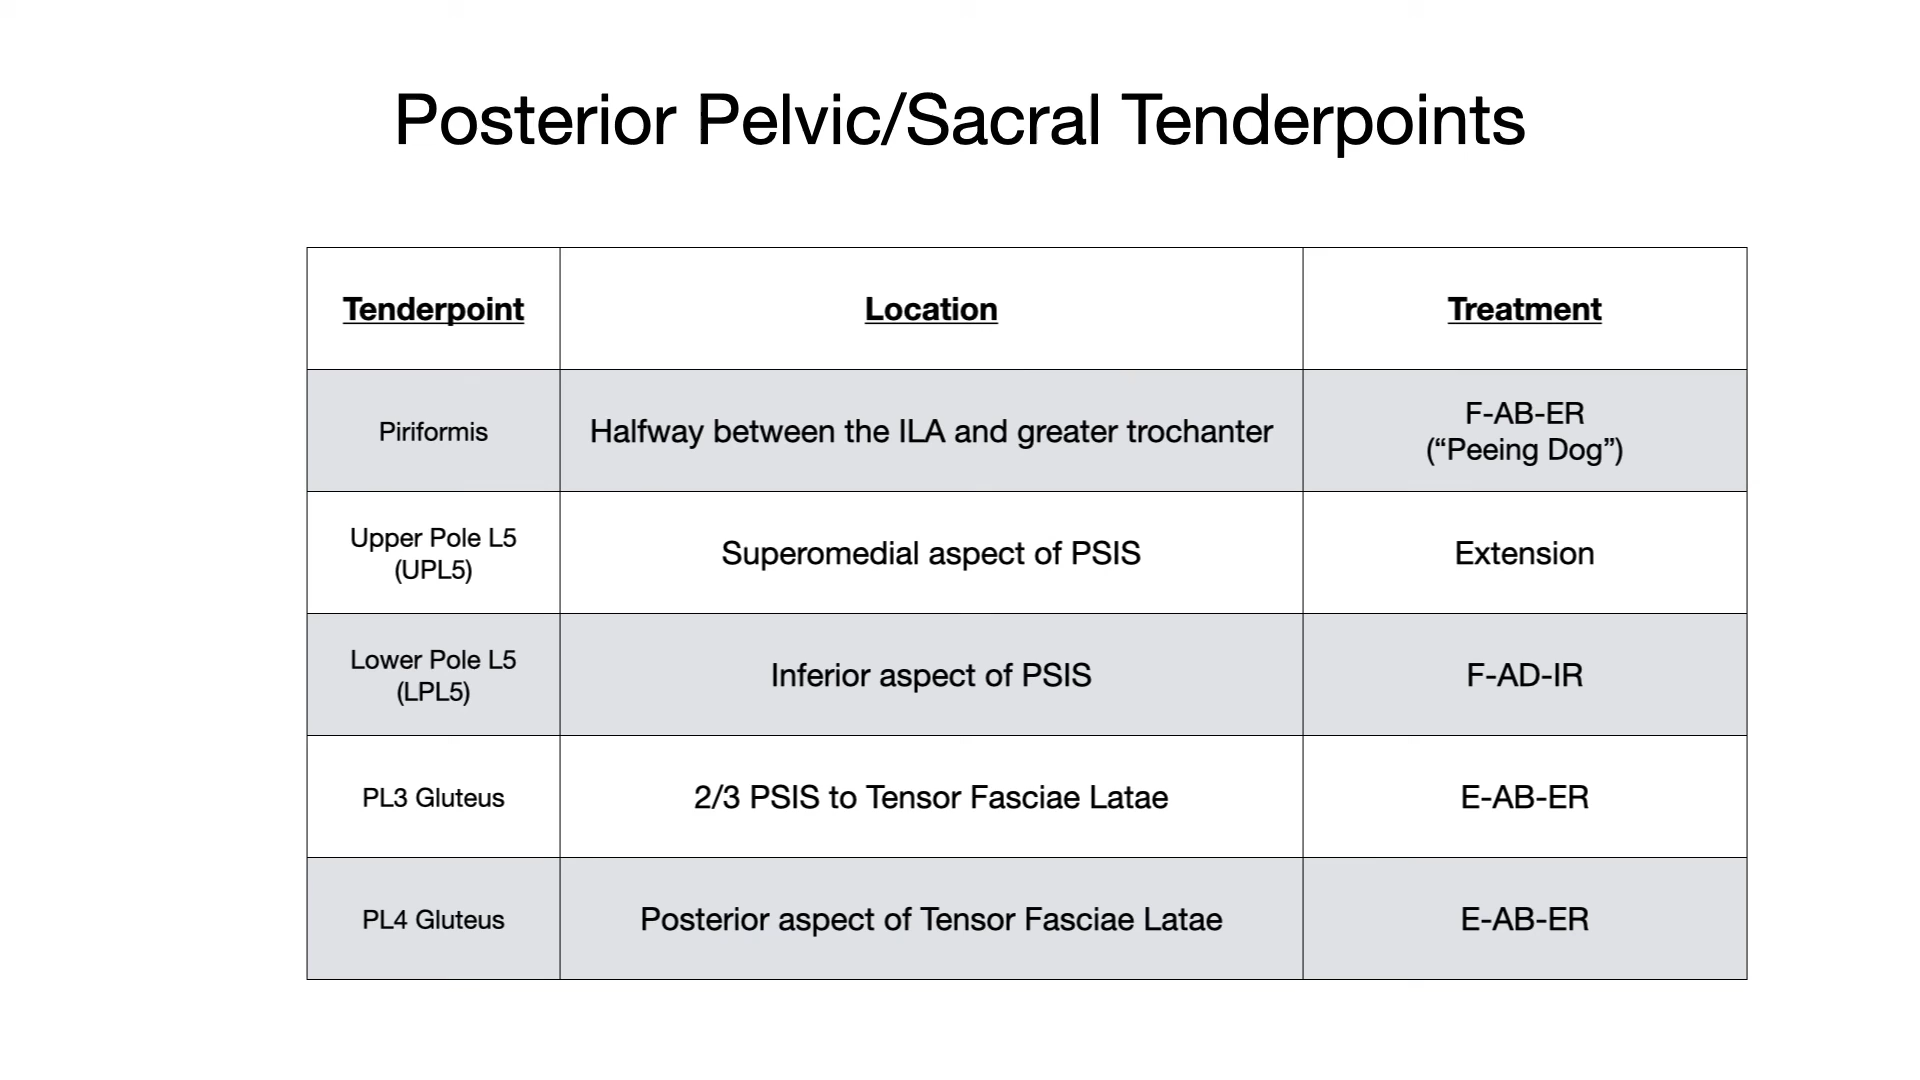 Posterior Pelvic/Sacral Tenderpoints
Tenderpoint Location Treatment
Piriformis Halfway between the ILA and greater trochanter F-AB-ER
(“Peeing Dog”)
Upper Pole L5
(UPL5) Superomedial aspect of PSIS Extension
Lower Pole L5
(LPL5) Inferior aspect of PSIS F-AD-IR
PL3 Gluteus 2/3 PSIS to Tensor Fasciae Latae E-AB-ER
PL4 Gluteus Posterior aspect of Tensor Fasciae Latae E-AB-ER